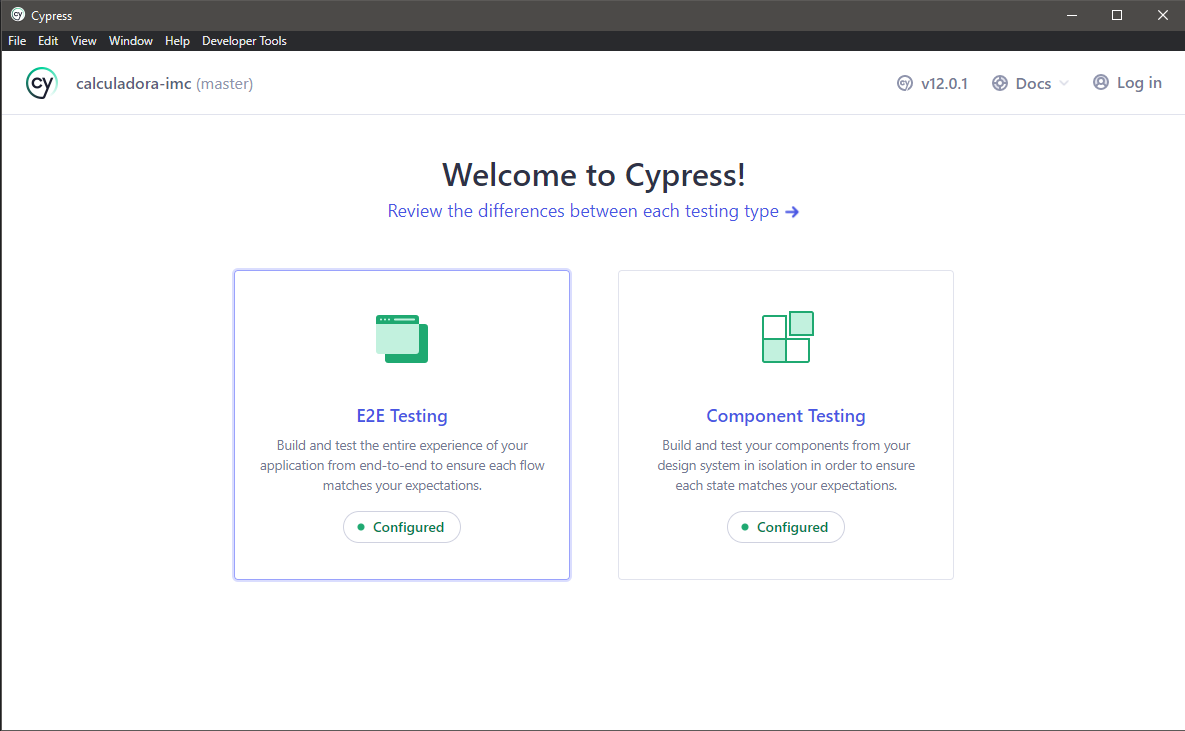 cy Cypress
File Edit View Window Help Developer Tools
cy calculadora-imc (master) cy v12.0.1 Docs Log in
Welcome to Cypress!
Review the differences between each testing type →
E2E Testing
Build and test the entire experience of your
application from end-to-end to ensure each flow
matches your expectations.
Configured
Component Testing
Build and test your components from your
design system in isolation in order to ensure
each state matches your expectations.
Configured